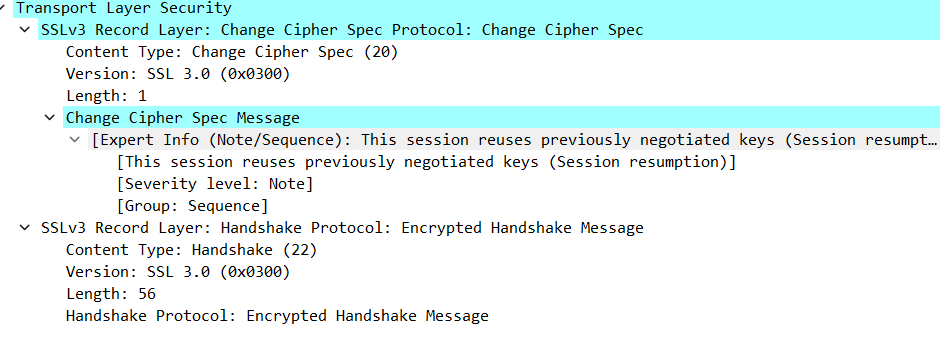 Transport Layer Security
SSLv3 Record Layer: Change Cipher Spec Protocol: Change Cipher Spec
Content Type: Change Cipher Spec (20)
Version: SSL 3.0 (0x0300)
Length: 1
Change Cipher Spec Message
[Expert Info (Note/Sequence): This session reuses previously negotiated keys (Session resumpt…
[This session reuses previously negotiated keys (Session resumption)]
[Severity level: Note]
[Group: Sequence]
SSLv3 Record Layer: Handshake Protocol: Encrypted Handshake Message
Content Type: Handshake (22)
Version: SSL 3.0 (0x0300)
Length: 56
Handshake Protocol: Encrypted Handshake Message